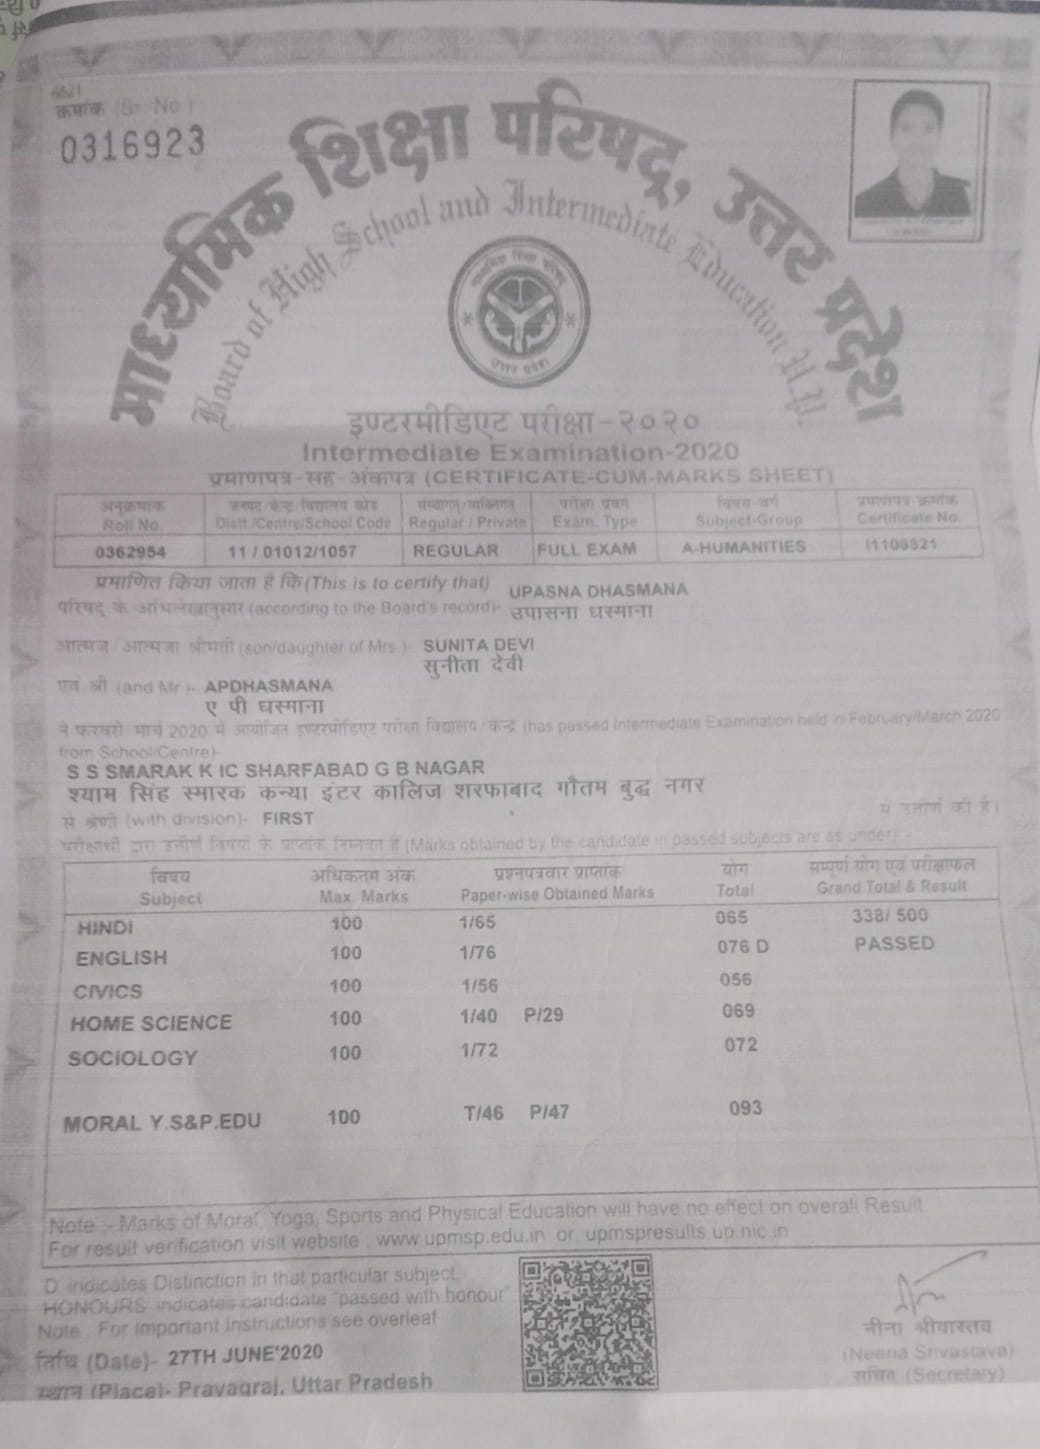 6821
क्रमांक (Sr. No.)
0316923
माध्यमिक शिक्षा परिषद्, उत्तर प्रदेश
Board of High School and Intermediate Education U.P.
माध्यमिक शिक्षा परिषद्
उत्तर प्रदेश
इण्टरमीडिएट परीक्षा-२०२०
Intermediate Examination-2020
प्रमाणपत्र-सह-अंकपत्र (CERTIFICATE-CUM-MARKS SHEET)
अनुक्रमांक जनपद/केन्द्र/विद्यालय कोड संस्थागत/व्यक्तिगत परीक्षा प्रकार विषय-वर्ग प्रमाणपत्र क्रमांक
Roll No. Distt./Centre/School Code Regular / Private Exam. Type Subject-Group Certificate No.
0362954 11 / 01012/1057 REGULAR FULL EXAM A-HUMANITIES I1106521
प्रमाणित किया जाता है कि (This is to certify that) UPASNA DHASMANA
परिषद् के अभिलेखानुसार (according to the Board's record)- उपासना धस्माना
आत्मज/आत्मजा श्रीमती (son/daughter of Mrs.)- SUNITA DEVI
सुनीता देवी
एवं श्री (and Mr.)- APDHASMANA
ए पी धस्माना
ने फरवरी/मार्च 2020 में आयोजित इण्टरमीडिएट परीक्षा विद्यालय/केन्द्र (has passed Intermediate Examination held in February/March 2020
from School/Centre)-
S S SMARAK K IC SHARFABAD G B NAGAR
श्याम सिंह स्मारक कन्या इंटर कालिज शरफाबाद गौतम बुद्ध नगर
से श्रेणी (with division)- FIRST में उत्तीर्ण की है।
परीक्षार्थी द्वारा उत्तीर्ण विषयों के प्राप्तांक निम्नवत हैं (Marks obtained by the candidate in passed subjects are as under) -
विषय अधिकतम अंक प्रश्नपत्रवार प्राप्तांक योग सम्पूर्ण योग एवं परीक्षाफल
Subject Max. Marks Paper-wise Obtained Marks Total Grand Total & Result
HINDI 100 1/65 065 338/ 500
ENGLISH 100 1/76 076 D PASSED
CIVICS 100 1/56 056
HOME SCIENCE 100 1/40 P/29 069
SOCIOLOGY 100 1/72 072
MORAL Y.S&P.EDU 100 T/46 P/47 093
Note :- Marks of Moral, Yoga, Sports and Physical Education will have no effect on overall Result.
For result verification visit website : www.upmsp.edu.in or upmspresults.up.nic.in
'D' indicates Distinction in that particular subject.
'HONOURS' indicates candidate "passed with honour"
Note : For important instructions see overleaf
तिथि (Date)- 27TH JUNE'2020
स्थान (Place)- Prayagraj, Uttar Pradesh
नीना श्रीवास्तव
(Neena Srivastava)
सचिव (Secretary)